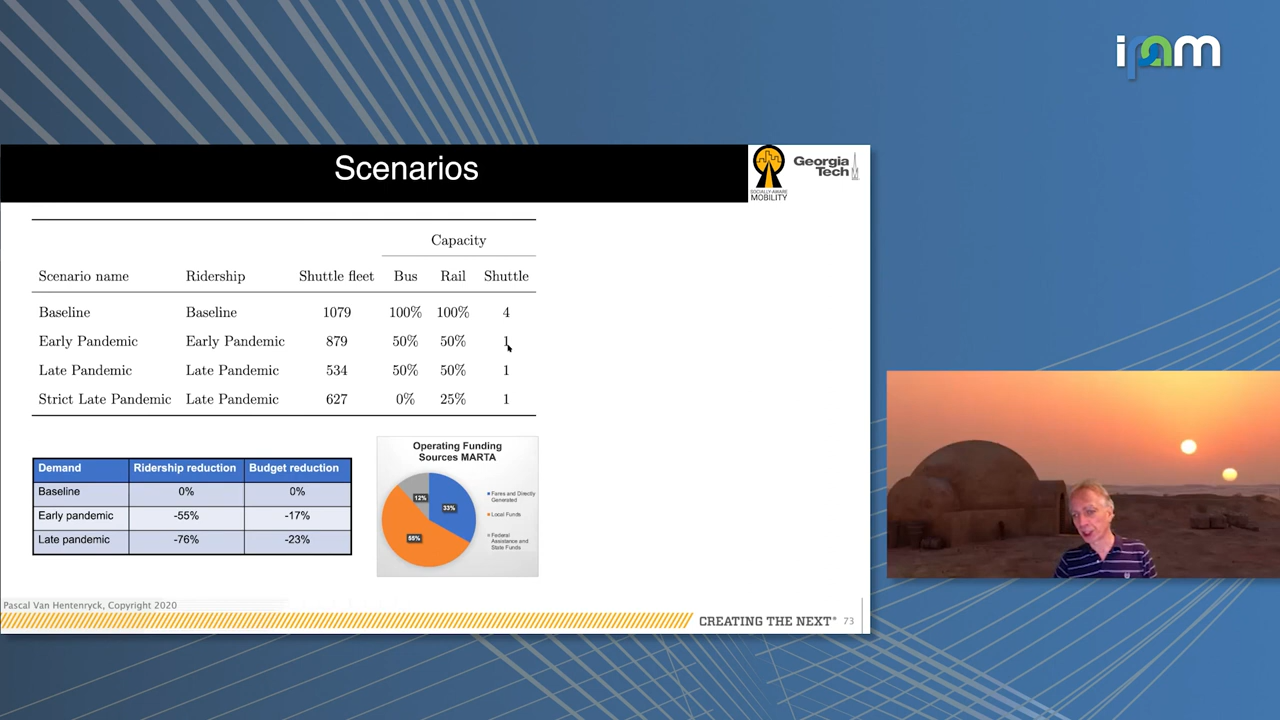 ipam
Scenarios
SOCIALLY-AWARE
MOBILITY
Georgia
Tech
Capacity
Scenario name Ridership Shuttle fleet Bus Rail Shuttle
Baseline Baseline 1079 100% 100% 4
Early Pandemic Early Pandemic 879 50% 50% 1
Late Pandemic Late Pandemic 534 50% 50% 1
Strict Late Pandemic Late Pandemic 627 0% 25% 1
Demand Ridership reduction Budget reduction
Baseline 0% 0%
Early pandemic -55% -17%
Late pandemic -76% -23%
Operating Funding
Sources MARTA
12%
33%
55%
Fares and Directly
Generated
Local Funds
Federal
Assistance and
State Funds
Pascal Van Hentenryck, Copyright 2020
CREATING THE NEXT® 73